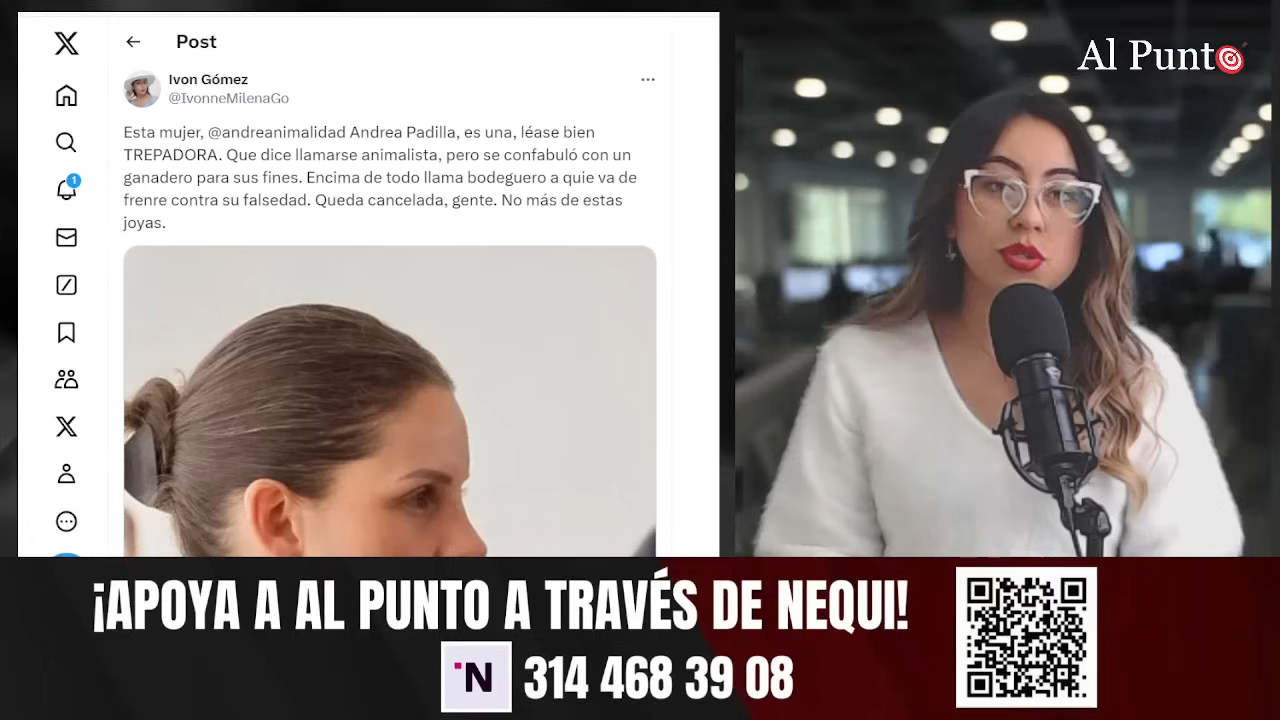 Post
Ivon Gómez
@IvonneMilenaGo
Esta mujer, @andreanimalidad Andrea Padilla, es una, léase bien
TREPADORA. Que dice llamarse animalista, pero se confabuló con un
ganadero para sus fines. Encima de todo llama bodeguero a quie va de
frenre contra su falsedad. Queda cancelada, gente. No más de estas
joyas.
1
Al Punto
¡APOYA A AL PUNTO A TRAVÉS DE NEQUI!
N 314 468 39 08